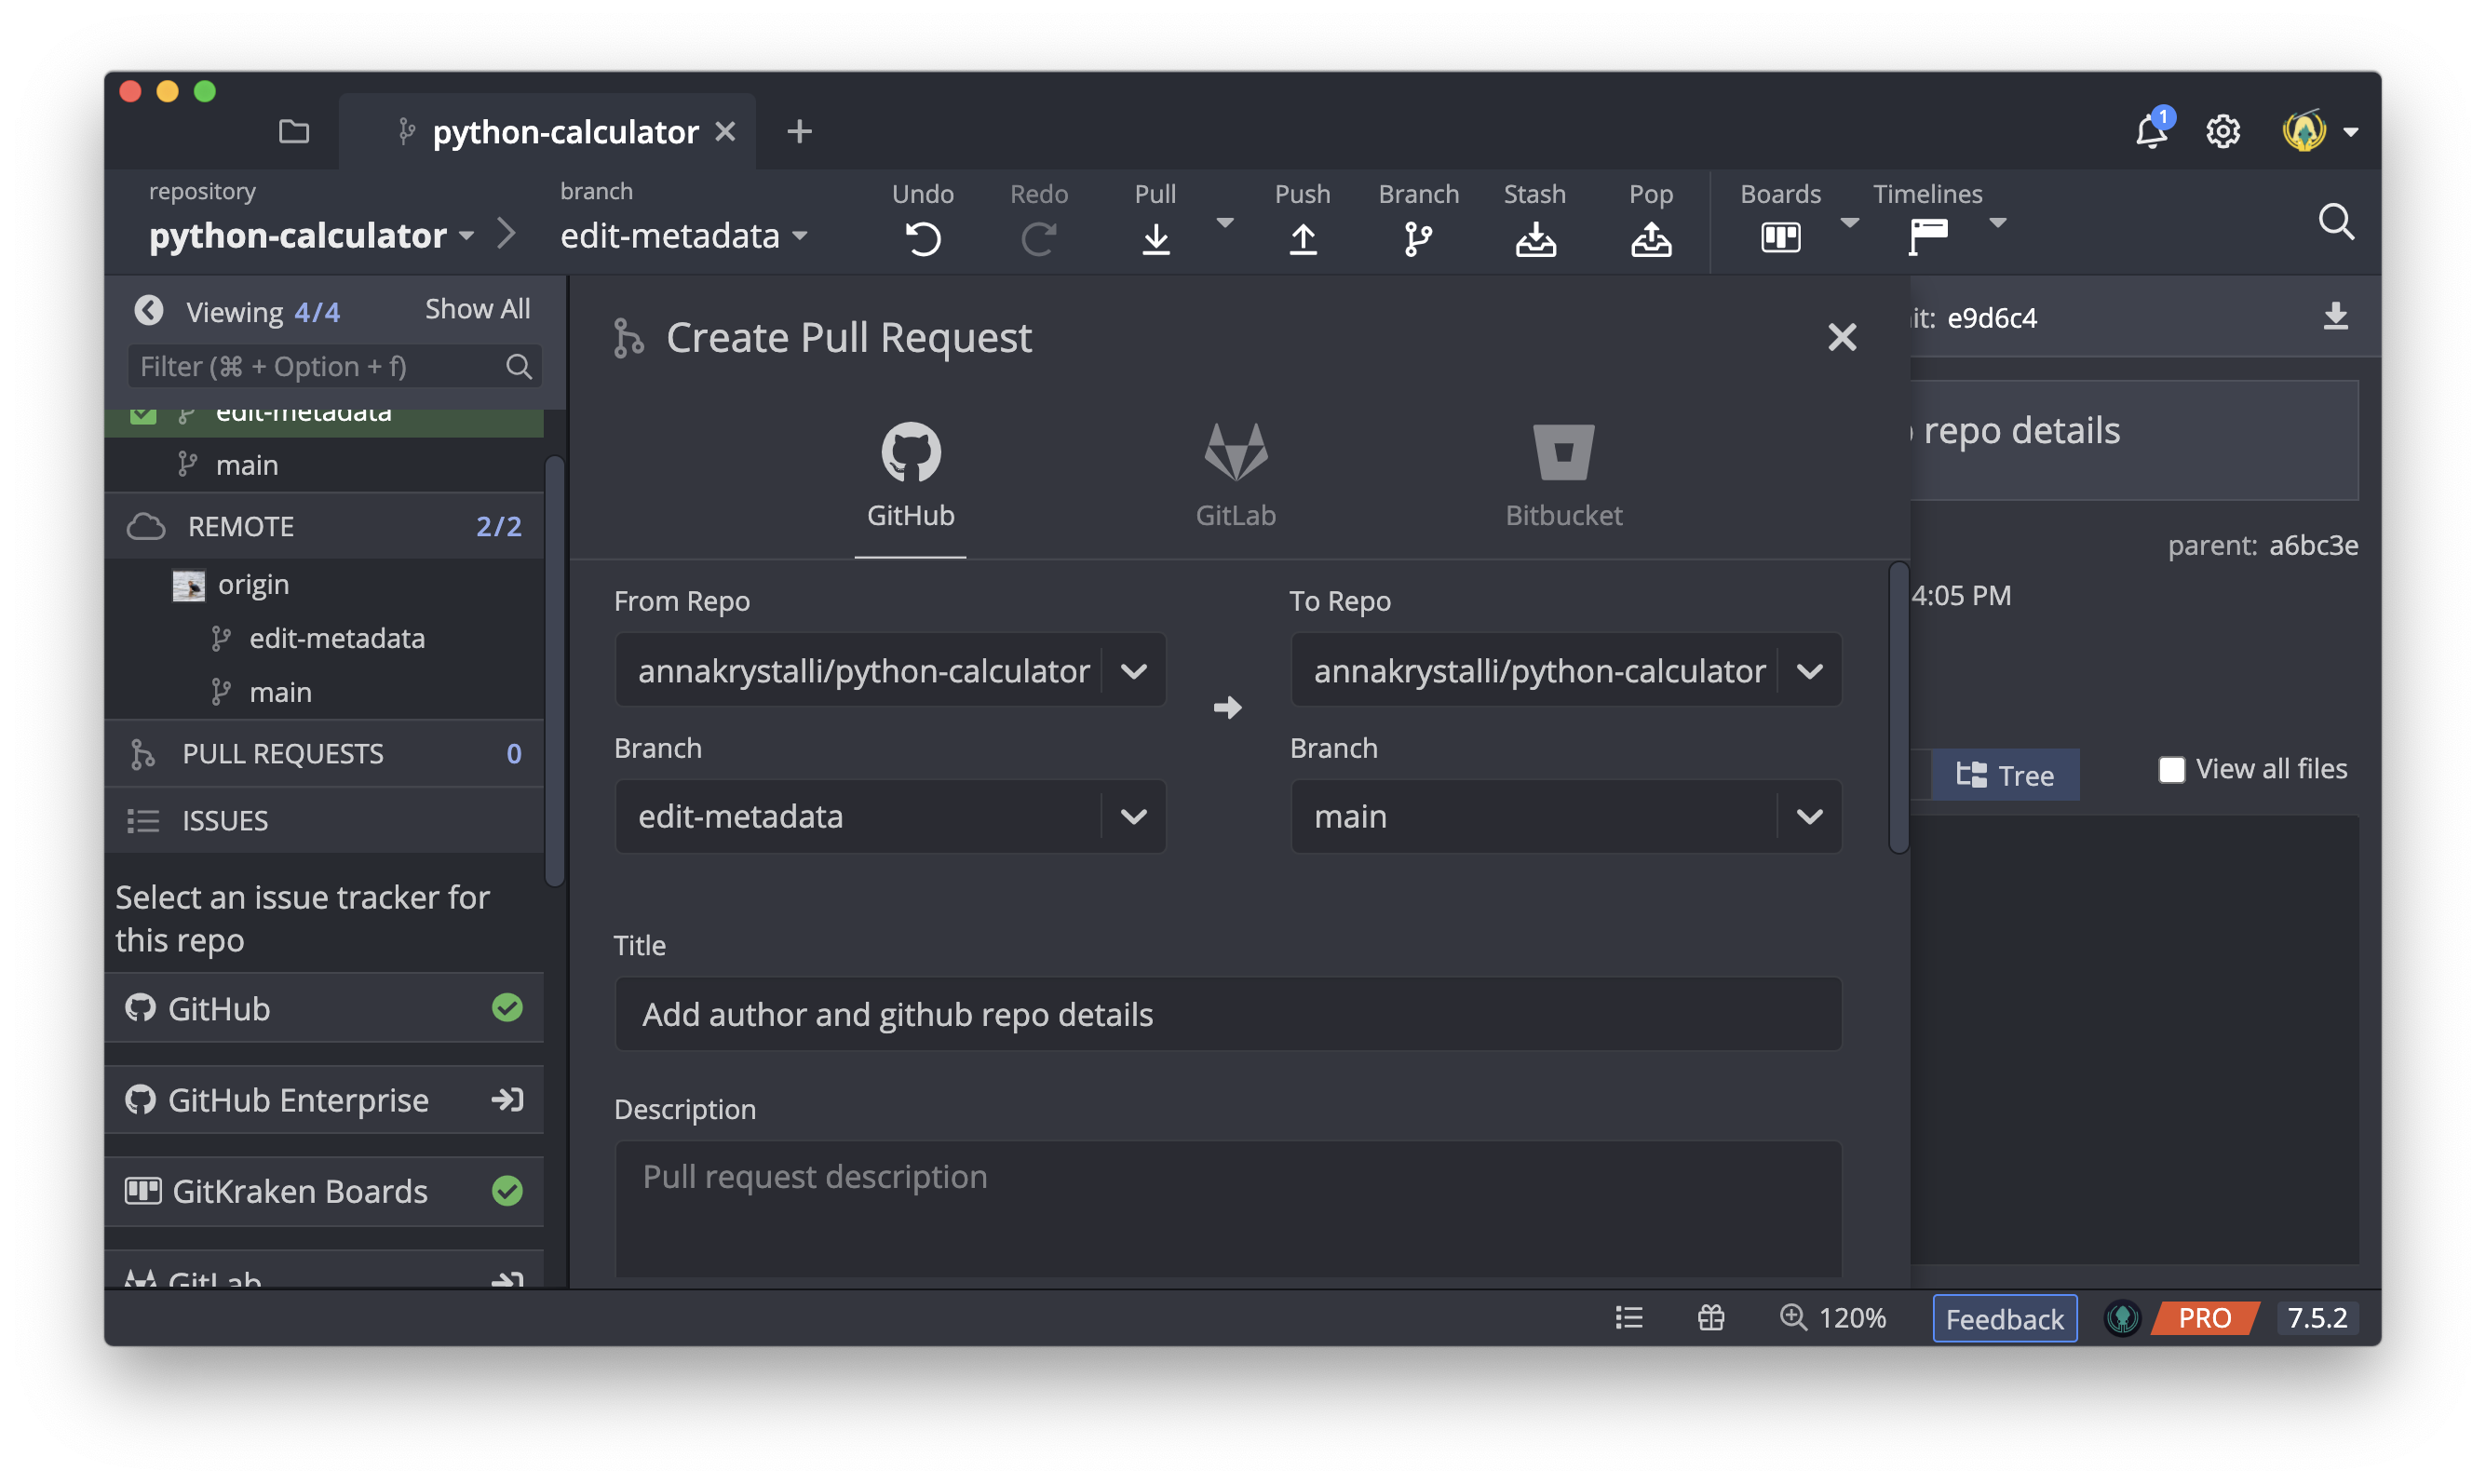 python-calculator
1
repository
python-calculator
branch
edit-metadata
Undo
Redo
Pull
Push
Branch
Stash
Pop
Boards
Timelines
Viewing 4/4
Show All
Filter (⌘ + Option + f)
edit-metadata
main
REMOTE 2/2
origin
edit-metadata
main
PULL REQUESTS 0
ISSUES
Select an issue tracker for
this repo
GitHub
GitHub Enterprise
GitKraken Boards
GitLab
Create Pull Request
GitHub
GitLab
Bitbucket
From Repo
To Repo
annakrystalli/python-calculator
annakrystalli/python-calculator
Branch
Branch
edit-metadata
main
Title
Add author and github repo details
Description
Pull request description
it: e9d6c4
repo details
parent: a6bc3e
4:05 PM
Tree
View all files
120%
Feedback
PRO
7.5.2